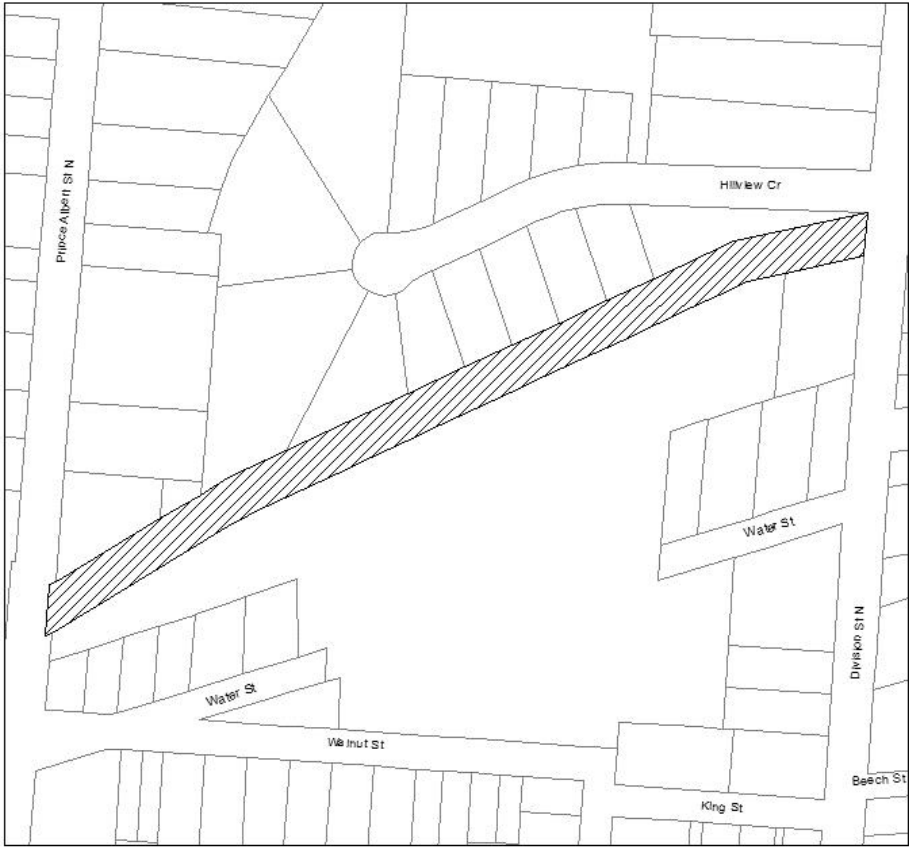 Hillview Cr
Prince Albert St N
Water St
Division St N
Water St
Walnut St
Beech St
King St